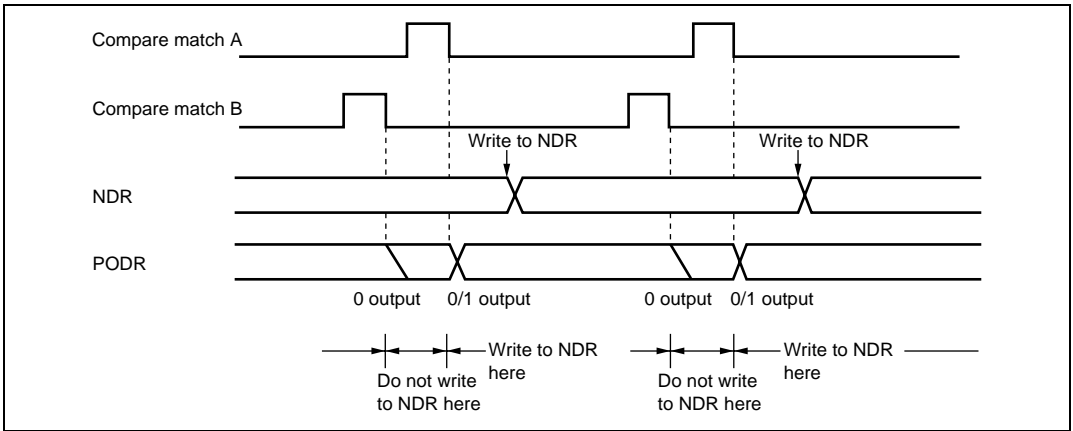 Compare match A
Compare match B
Write to NDR
Write to NDR
NDR
PODR
0 output
0/1 output
0 output
0/1 output
Write to NDR
here
Write to NDR
here
Do not write
to NDR here
Do not write
to NDR here